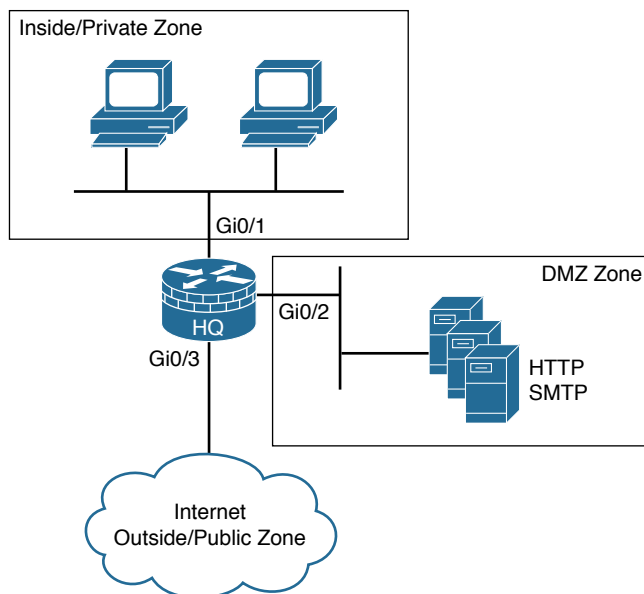 Inside/Private Zone
Gi0/1
DMZ Zone
HQ
Gi0/2
Gi0/3
HTTP
SMTP
Internet
Outside/Public Zone